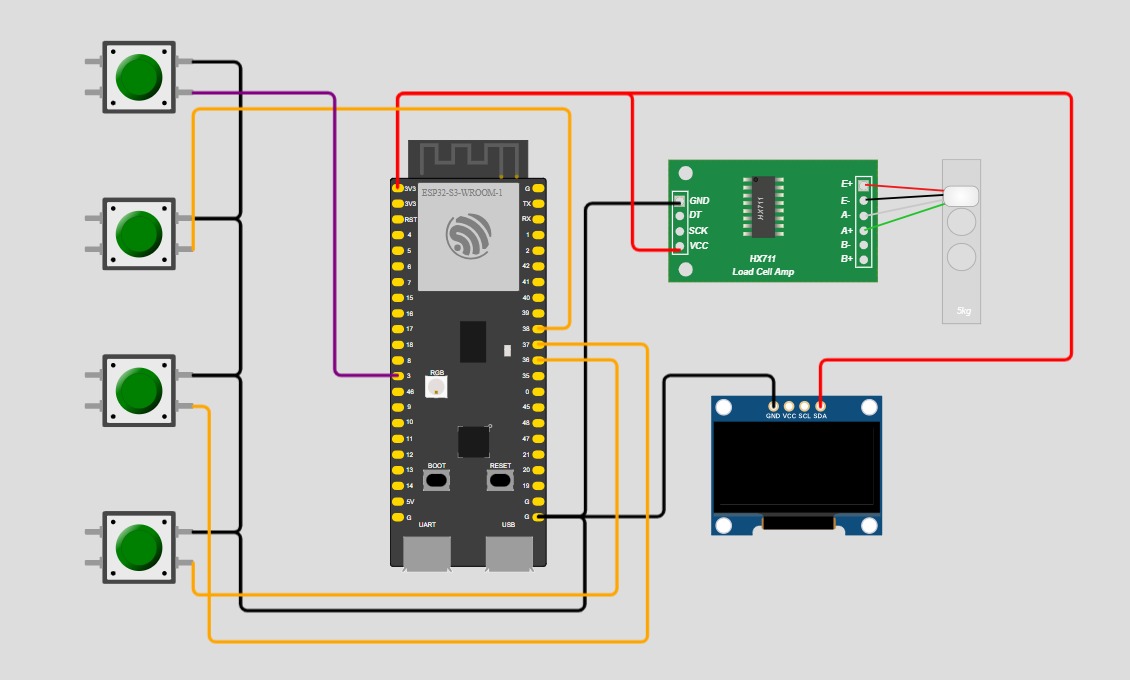 ESP32-S3-WROOM-1
3V3 G
3V3 TX
RST RX
4 1
5 2
6 42
7 41
15 40
16 39
17 38
18 37
8 36
3 35
46 0
9 45
10 48
11 47
12 21
13 20
14 19
5V G
G G
RGB
BOOT RESET
UART USB
GND E+
DT E-
SCK A-
VCC A+
B-
B+
HX711
HX711
Load Cell Amp
5kg
GND VCC SCL SDA